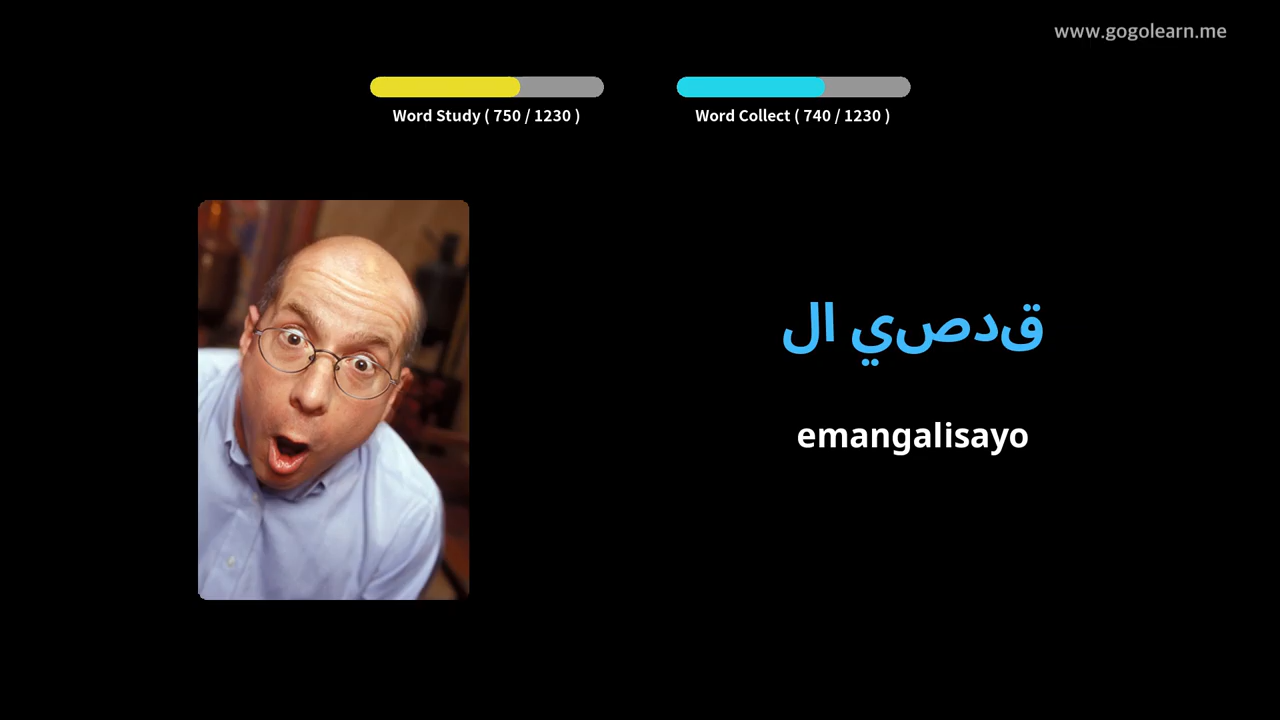 www.gogolearn.me
Word Study ( 750 / 1230 )
Word Collect ( 740 / 1230 )
قدصي ال
emangalisayo